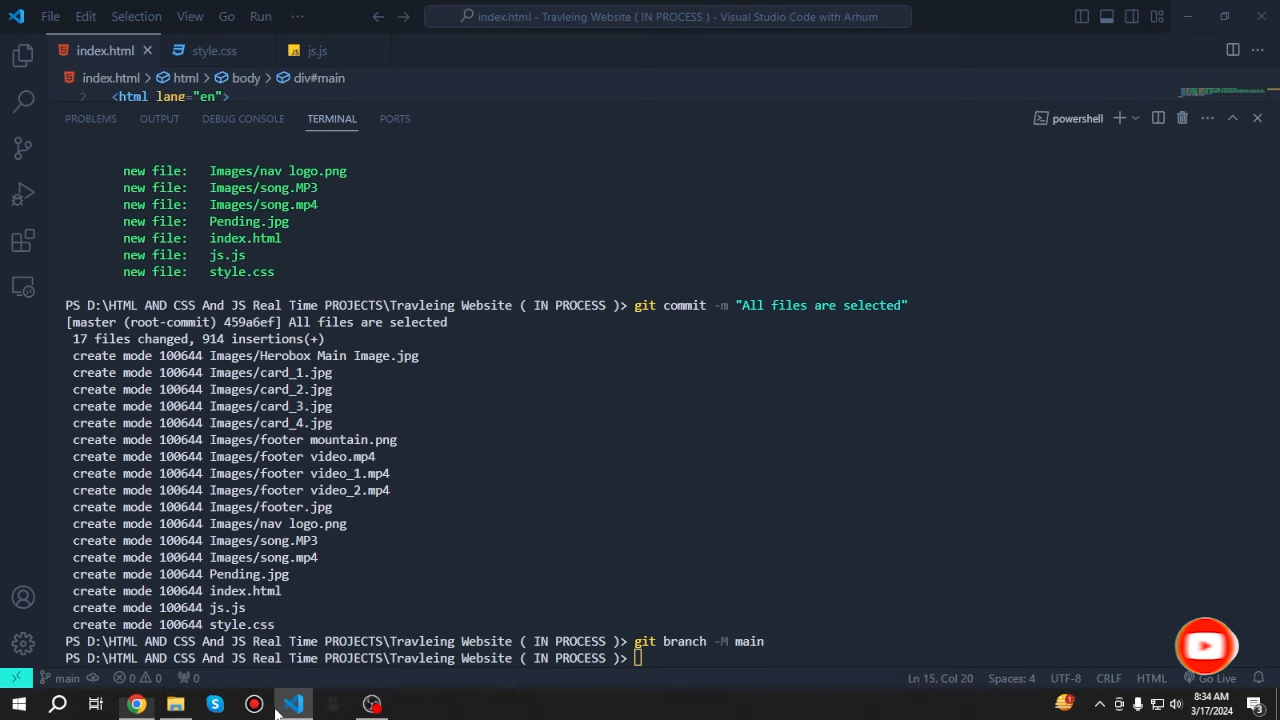 File Edit Selection View Go Run ··· index.html - Travleing Website ( IN PROCESS ) - Visual Studio Code with Arhum
index.html style.css js.js
index.html > html > body > div#main
2 <html lang="en">
PROBLEMS OUTPUT DEBUG CONSOLE TERMINAL PORTS powershell
new file: Images/nav logo.png
new file: Images/song.MP3
new file: Images/song.mp4
new file: Pending.jpg
new file: index.html
new file: js.js
new file: style.css
PS D:\HTML AND CSS And JS Real Time PROJECTS\Travleing Website ( IN PROCESS )> git commit -m "All files are selected"
[master (root-commit) 459a6ef] All files are selected
17 files changed, 914 insertions(+)
create mode 100644 Images/Herobox Main Image.jpg
create mode 100644 Images/card_1.jpg
create mode 100644 Images/card_2.jpg
create mode 100644 Images/card_3.jpg
create mode 100644 Images/card_4.jpg
create mode 100644 Images/footer mountain.png
create mode 100644 Images/footer video.mp4
create mode 100644 Images/footer video_1.mp4
create mode 100644 Images/footer video_2.mp4
create mode 100644 Images/footer.jpg
create mode 100644 Images/nav logo.png
create mode 100644 Images/song.MP3
create mode 100644 Images/song.mp4
create mode 100644 Pending.jpg
create mode 100644 index.html
create mode 100644 js.js
create mode 100644 style.css
PS D:\HTML AND CSS And JS Real Time PROJECTS\Travleing Website ( IN PROCESS )> git branch -M main
PS D:\HTML AND CSS And JS Real Time PROJECTS\Travleing Website ( IN PROCESS )>
main 0 0 0 Ln 15, Col 20 Spaces: 4 UTF-8 CRLF HTML Go Live
8:34 AM
3/17/2024
3